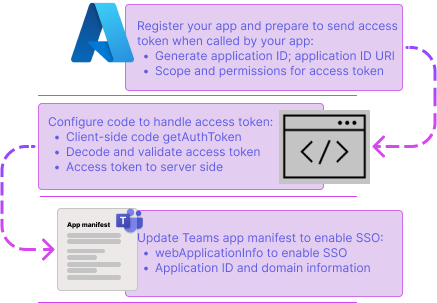 Register your app and prepare to send access
token when called by your app:
• Generate application ID; application ID URI
• Scope and permissions for access token
Configure code to handle access token:
• Client-side code getAuthToken
• Decode and validate access token
• Access token to server side
</>
App manifest
T
Update Teams app manifest to enable SSO:
• webApplicationInfo to enable SSO
• Application ID and domain information